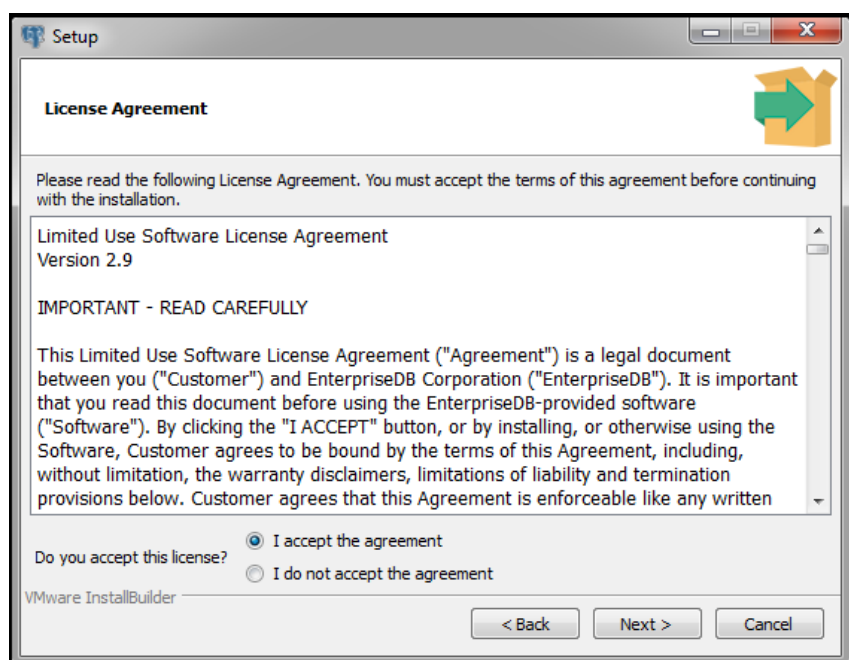 Setup
License Agreement
Please read the following License Agreement. You must accept the terms of this agreement before continuing
with the installation.
Limited Use Software License Agreement
Version 2.9
IMPORTANT - READ CAREFULLY
This Limited Use Software License Agreement ("Agreement") is a legal document
between you ("Customer") and EnterpriseDB Corporation ("EnterpriseDB"). It is important
that you read this document before using the EnterpriseDB-provided software
("Software"). By clicking the "I ACCEPT" button, or by installing, or otherwise using the
Software, Customer agrees to be bound by the terms of this Agreement, including,
without limitation, the warranty disclaimers, limitations of liability and termination
provisions below. Customer agrees that this Agreement is enforceable like any written
Do you accept this license?
I accept the agreement
I do not accept the agreement
VMware InstallBuilder
< Back Next > Cancel